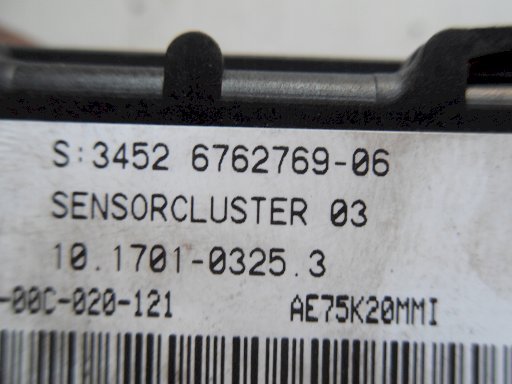 S:3452 6762769-06
SENSORCLUSTER 03
10.1701-0325.3
-00C-020-121 AE75K20MMI